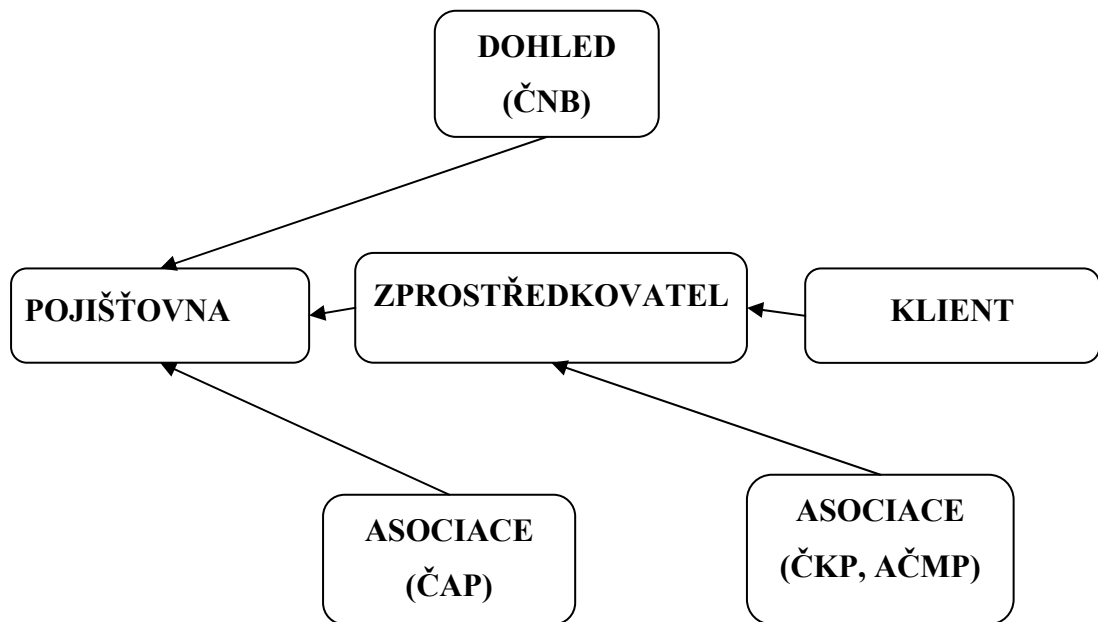 DOHLED
(ČNB)
POJIŠŤOVNA
ZPROSTŘEDKOVATEL
KLIENT
ASOCIACE
(ČAP)
ASOCIACE
(ČKP, AČMP)